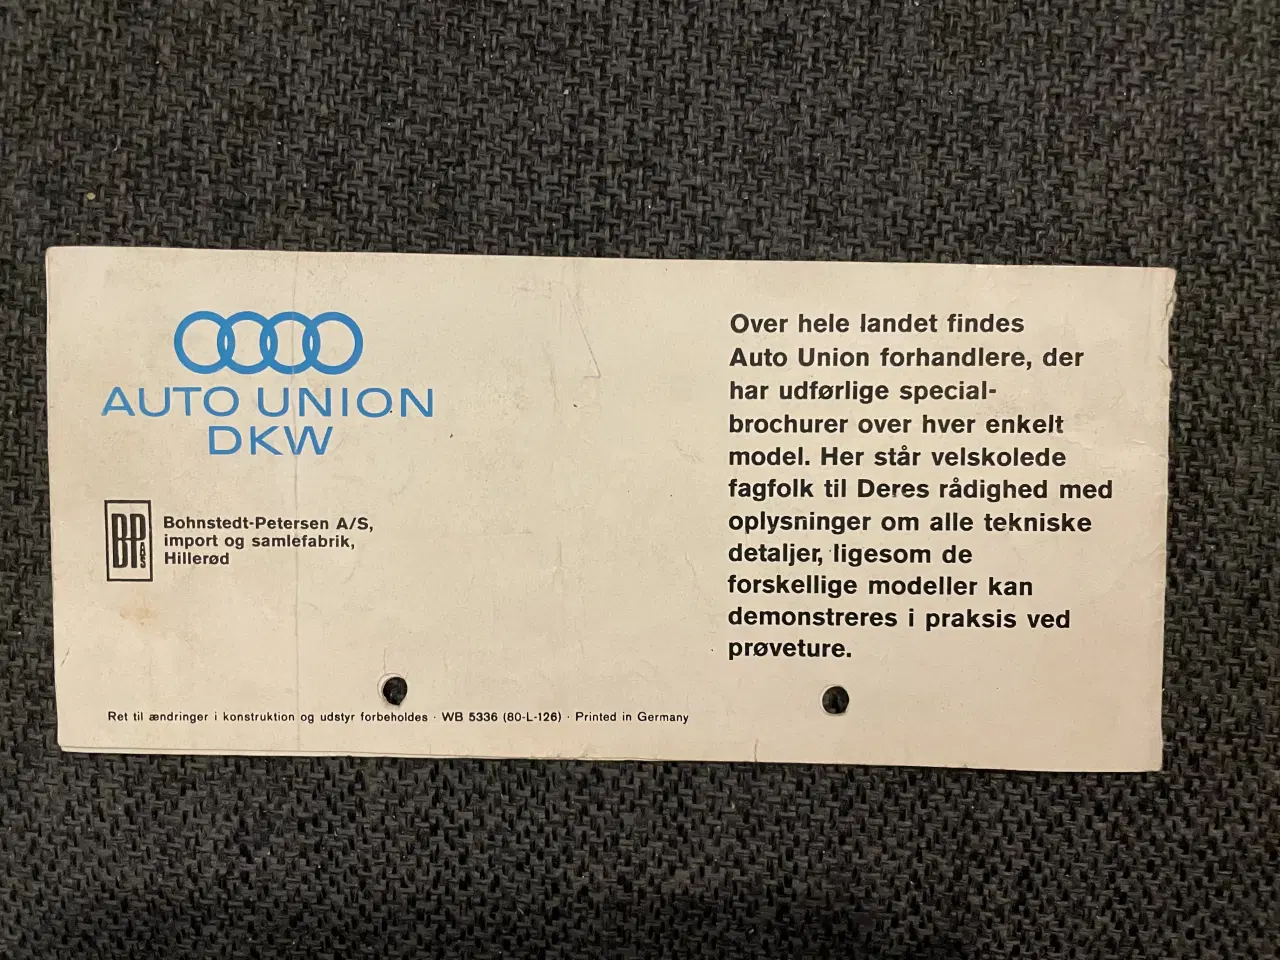 AUTO UNION
DKW
BP A/S
Bohnstedt-Petersen A/S,
import og samlefabrik,
Hillerød
Over hele landet findes
Auto Union forhandlere, der
har udførlige special-
brochurer over hver enkelt
model. Her står velskolede
fagfolk til Deres rådighed med
oplysninger om alle tekniske
detaljer, ligesom de
forskellige modeller kan
demonstreres i praksis ved
prøveture.
Ret til ændringer i konstruktion og udstyr forbeholdes · WB 5336 (80-L-126) · Printed in Germany